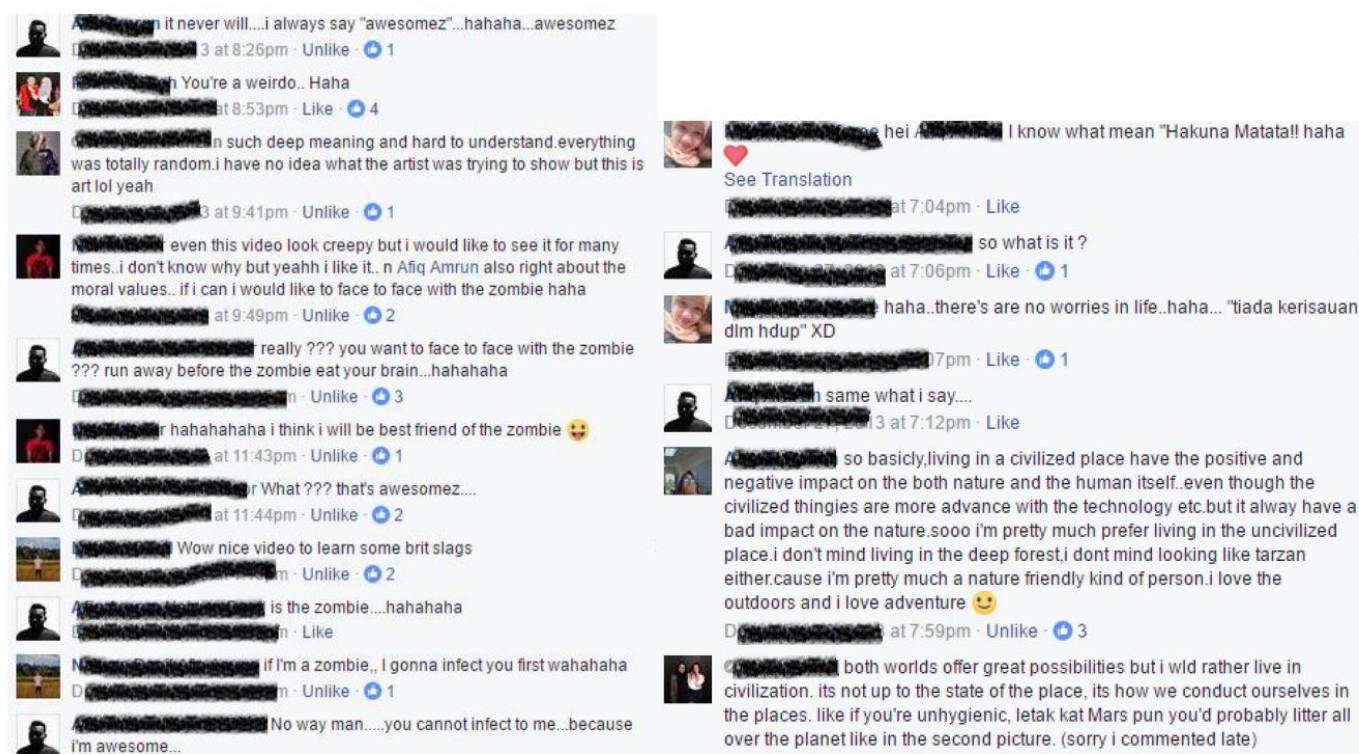 it never will....i always say "awesomez"...hahaha...awesomez
3 at 8:26pm · Unlike · 1
You're a weirdo.. Haha
at 8:53pm · Like · 4
such deep meaning and hard to understand.everything
was totally random.i have no idea what the artist was trying to show but this is
art lol yeah
3 at 9:41pm · Unlike · 1
even this video look creepy but i would like to see it for many
times..i don't know why but yeahh i like it.. n Afiq Amrun also right about the
moral values.. if i can i would like to face to face with the zombie haha
at 9:49pm · Unlike · 2
really ??? you want to face to face with the zombie
??? run away before the zombie eat your brain...hahahaha
· Unlike · 3
hahahahaha i think i will be best friend of the zombie 😛
at 11:43pm · Unlike · 1
What ??? that's awesomez....
at 11:44pm · Unlike · 2
Wow nice video to learn some brit slags
· Unlike · 2
is the zombie....hahahaha
· Like
if I'm a zombie,, I gonna infect you first wahahaha
· Unlike · 1
No way man.....you cannot infect to me...because
i'm awesome...
hei I know what mean "Hakuna Matata!! haha
❤
See Translation
at 7:04pm · Like
so what is it ?
at 7:06pm · Like · 1
haha..there's are no worries in life..haha... "tiada kerisauan
dlm hdup" XD
07pm · Like · 1
same what i say....
13 at 7:12pm · Like
so basicly,living in a civilized place have the positive and
negative impact on the both nature and the human itself..even though the
civilized thingies are more advance with the technology etc.but it alway have a
bad impact on the nature.sooo i'm pretty much prefer living in the uncivilized
place.i don't mind living in the deep forest,i dont mind looking like tarzan
either.cause i'm pretty much a nature friendly kind of person.i love the
outdoors and i love adventure 🙂
at 7:59pm · Unlike · 3
both worlds offer great possibilities but i wld rather live in
civilization. its not up to the state of the place, its how we conduct ourselves in
the places. like if you're unhygienic, letak kat Mars pun you'd probably litter all
over the planet like in the second picture. (sorry i commented late)